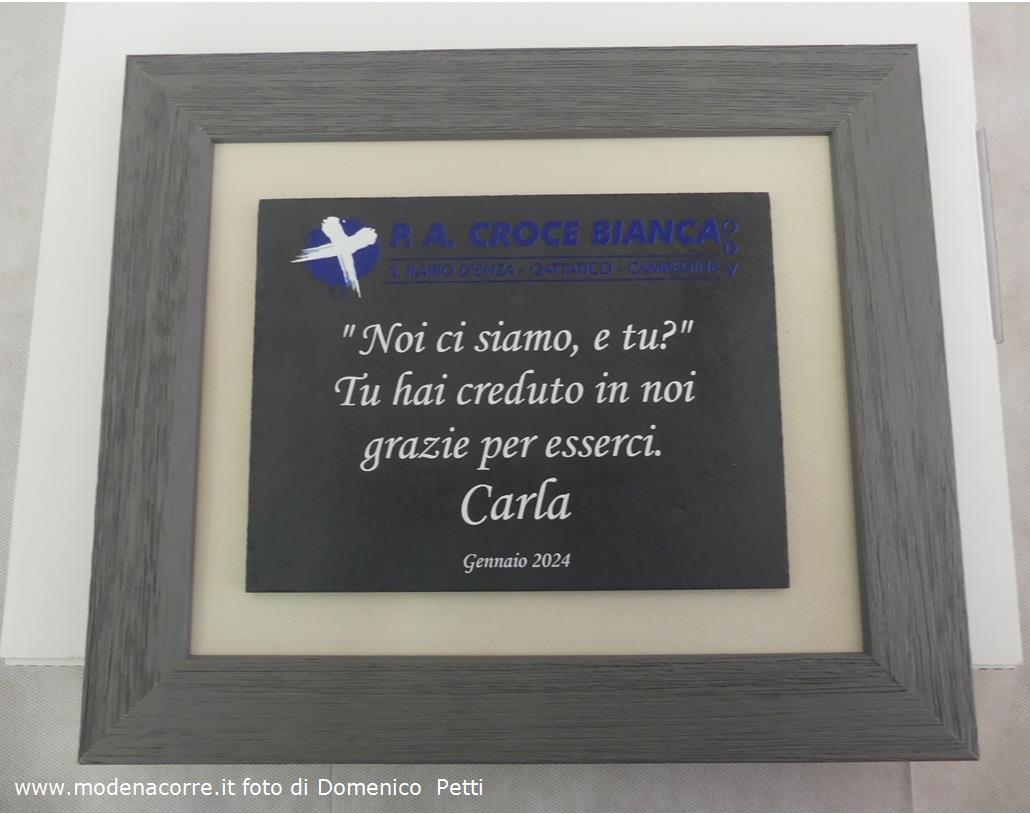 P. A. CROCE BIANCA ODV
S. ILARIO D'ENZA - GATTATICO - CAMPEGINE
"Noi ci siamo, e tu?"
Tu hai creduto in noi
grazie per esserci.
Carla
Gennaio 2024
www.modenacorre.it foto di Domenico Petti